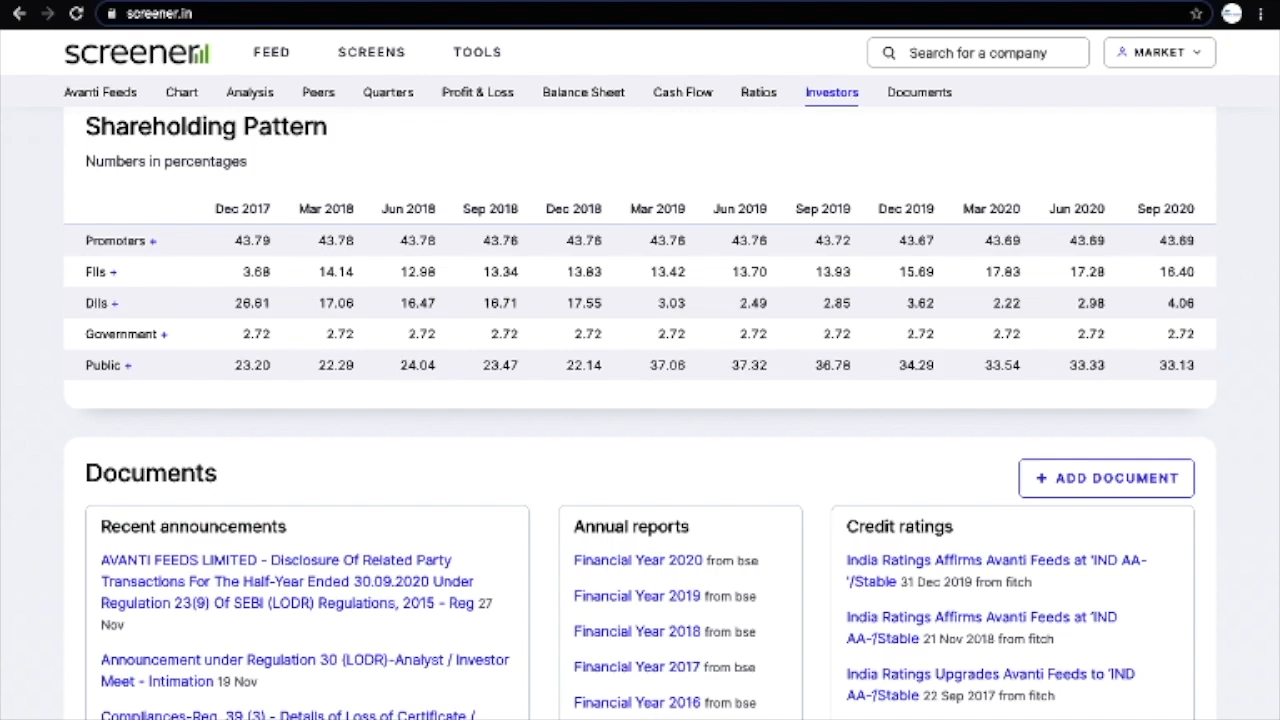 screener.in
screener
FEED SCREENS TOOLS
Search for a company
MARKET
Avanti Feeds Chart Analysis Peers Quarters Profit & Loss Balance Sheet Cash Flow Ratios Investors Documents
Shareholding Pattern
Numbers in percentages
Dec 2017 Mar 2018 Jun 2018 Sep 2018 Dec 2018 Mar 2019 Jun 2019 Sep 2019 Dec 2019 Mar 2020 Jun 2020 Sep 2020
Promoters + 43.79 43.78 43.78 43.76 43.76 43.76 43.76 43.72 43.67 43.69 43.69 43.69
FIIs + 3.68 14.14 12.98 13.34 13.83 13.42 13.70 13.93 15.69 17.83 17.28 16.40
DIIs + 26.61 17.06 16.47 16.71 17.55 3.03 2.49 2.85 3.62 2.22 2.98 4.06
Government + 2.72 2.72 2.72 2.72 2.72 2.72 2.72 2.72 2.72 2.72 2.72 2.72
Public + 23.20 22.29 24.04 23.47 22.14 37.06 37.32 36.78 34.29 33.54 33.33 33.13
Documents
+ ADD DOCUMENT
Recent announcements
AVANTI FEEDS LIMITED - Disclosure Of Related Party
Transactions For The Half-Year Ended 30.09.2020 Under
Regulation 23(9) Of SEBI (LODR) Regulations, 2015 - Reg 27
Nov
Announcement under Regulation 30 (LODR)-Analyst / Investor
Meet - Intimation 19 Nov
Compliances-Reg. 39 (3) - Details of Loss of Certificate /
Annual reports
Financial Year 2020 from bse
Financial Year 2019 from bse
Financial Year 2018 from bse
Financial Year 2017 from bse
Financial Year 2016 from bse
Credit ratings
India Ratings Affirms Avanti Feeds at 'IND AA-
'/Stable 31 Dec 2019 from fitch
India Ratings Affirms Avanti Feeds at 'IND
AA-'/Stable 21 Nov 2018 from fitch
India Ratings Upgrades Avanti Feeds to 'IND
AA-'/Stable 22 Sep 2017 from fitch